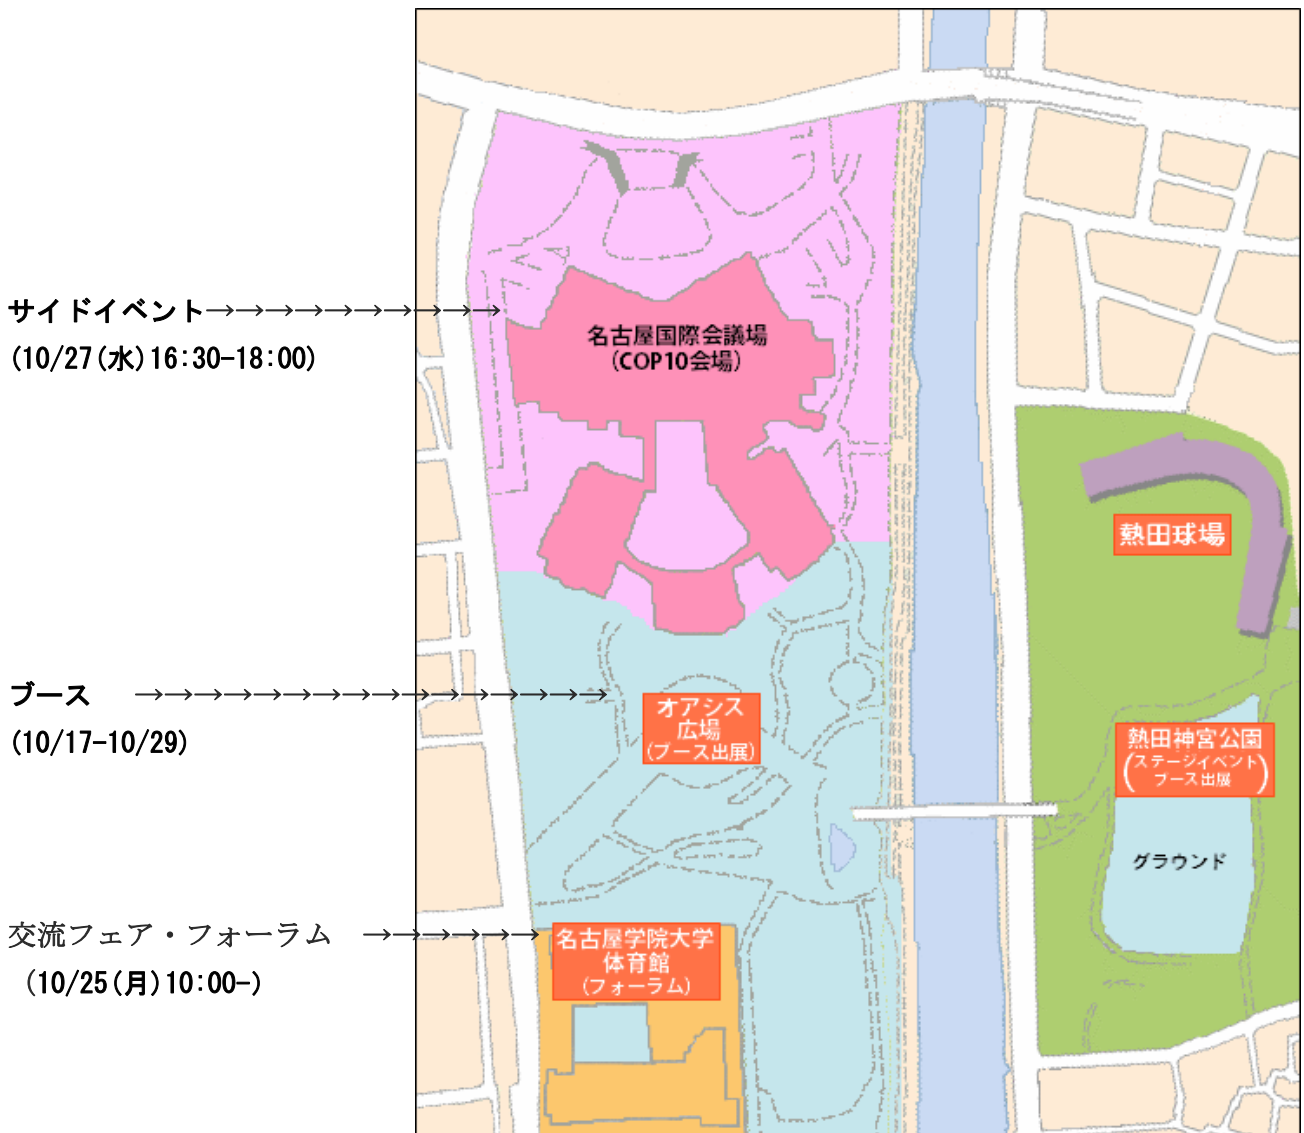 サイドイベント→→→→→→→→→→
(10/27(水)16:30-18:00)
名古屋国際会議場
(COP10会場)
熱田球場
ブース →→→→→→→→→→→→→→→→
(10/17-10/29)
オアシス
広場
(ブース出展)
熱田神宮公園
(ステージイベント
ブース出展)
グラウンド
交流フェア・フォーラム →→→→→→
(10/25(月)10:00-)
名古屋学院大学
体育館
(フォーラム)